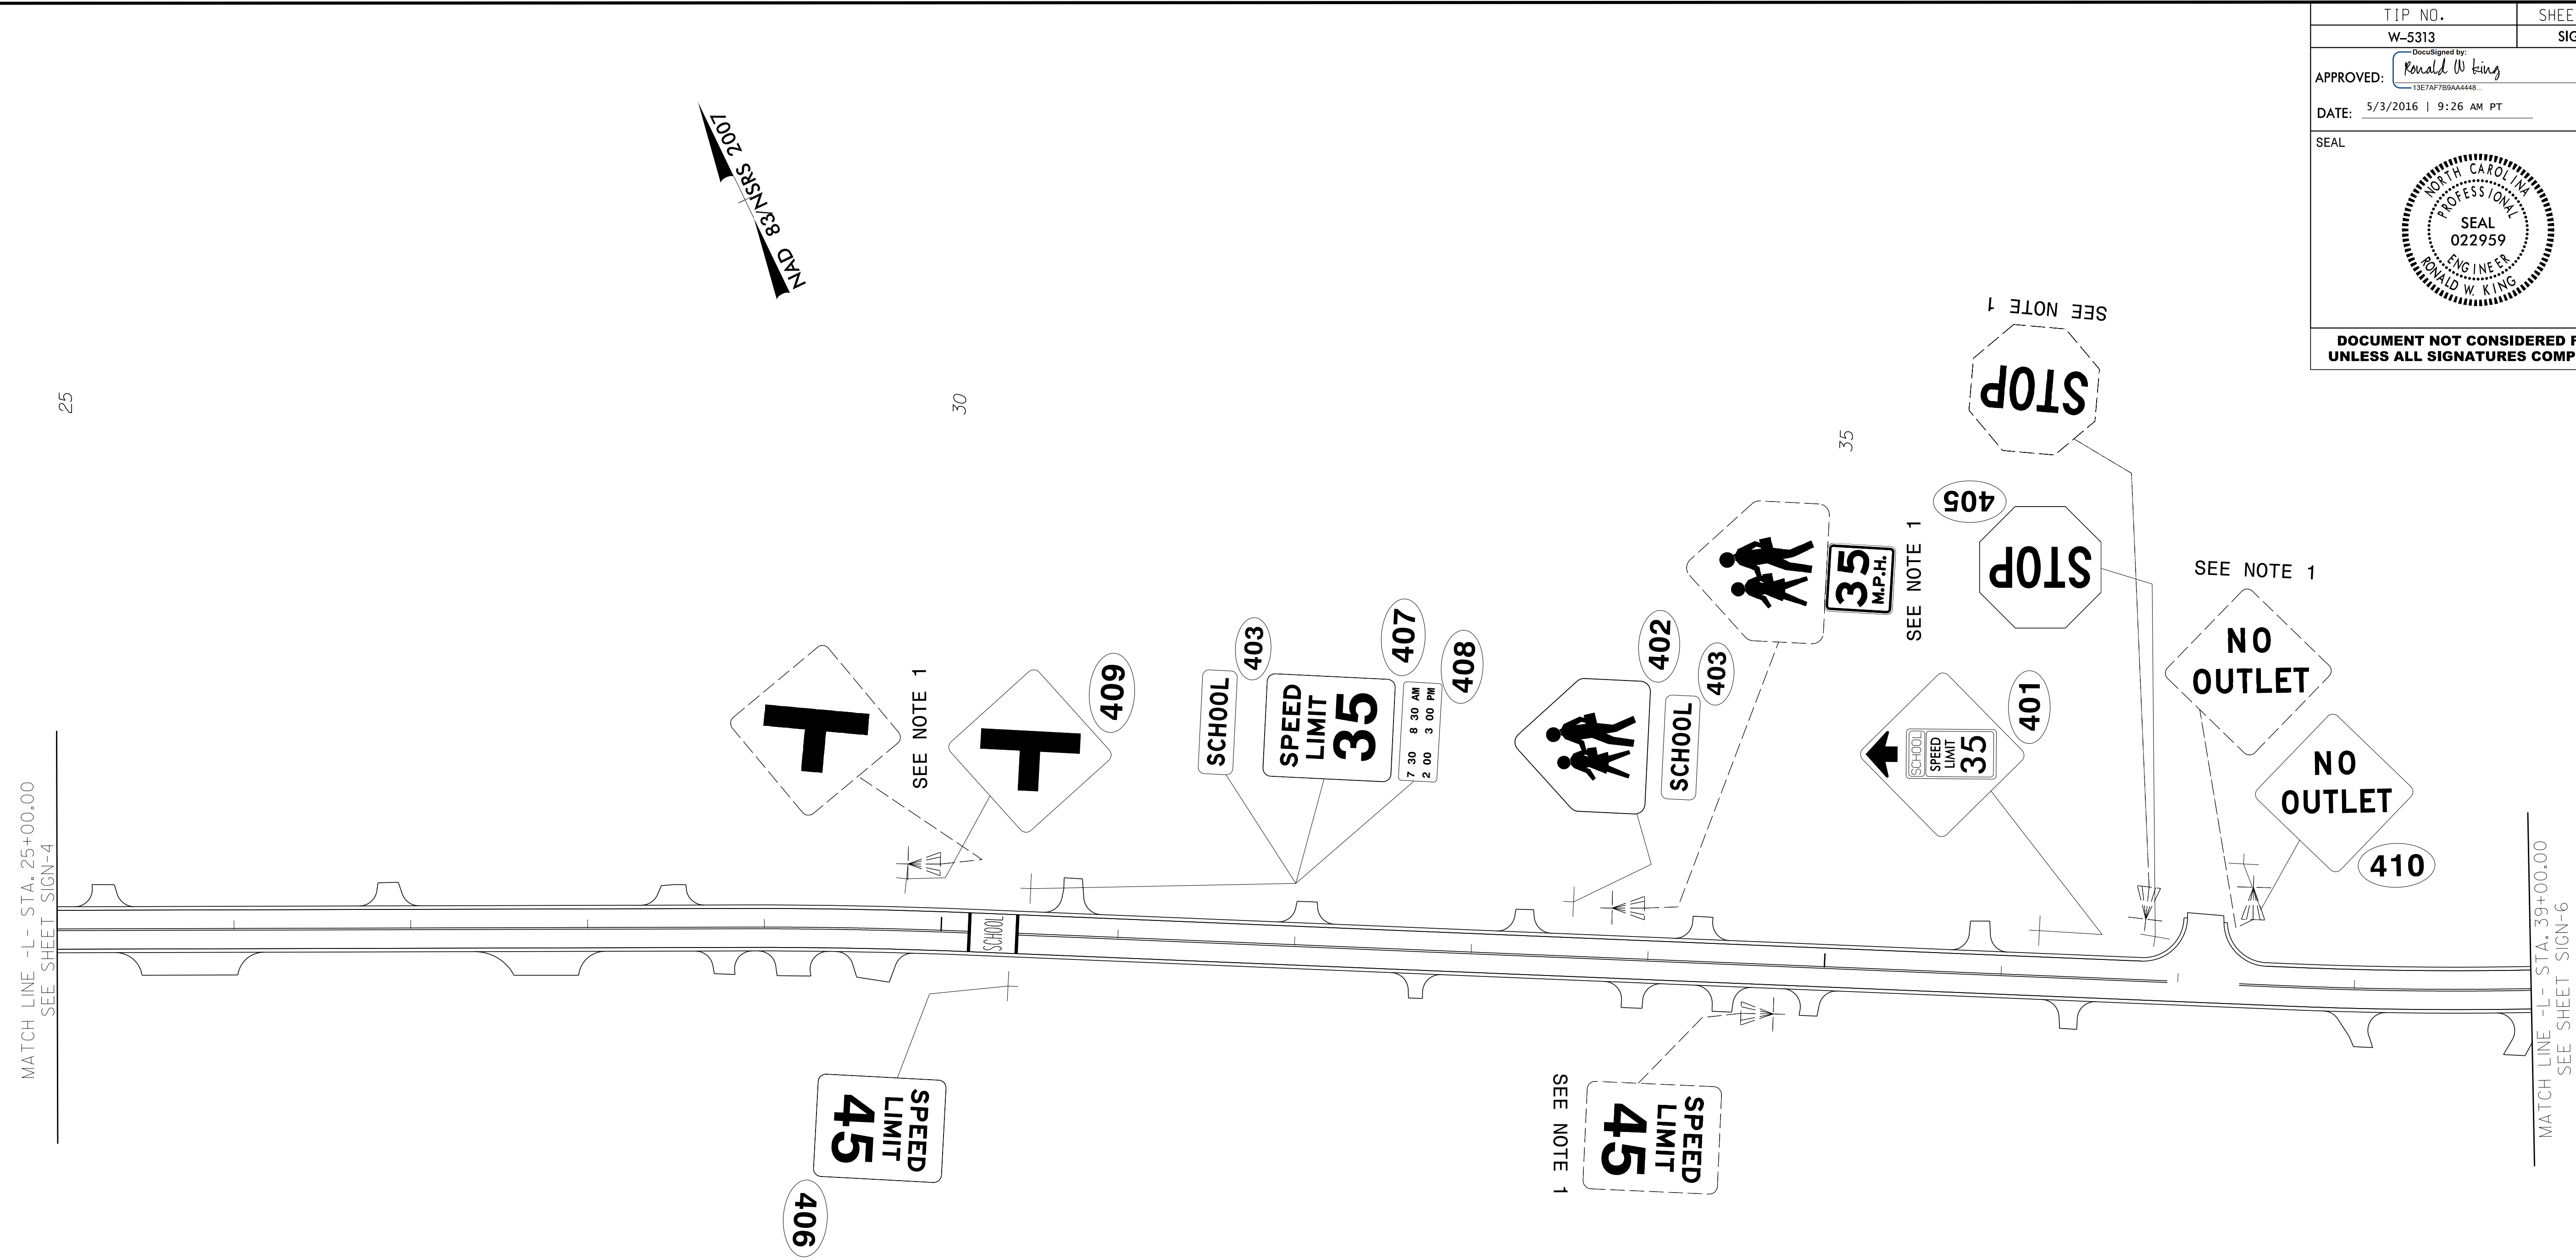 TIP NO.
SHEE
W-5313
SIG
DocuSigned by:
APPROVED: Ronald W King
13E7AF7B9AA4448...
DATE: 5/3/2016 | 9:26 AM PT
SEAL
NORTH CAROLINA
PROFESSIONAL
SEAL
022959
ENGINEER
RONALD W. KING
DOCUMENT NOT CONSIDERED F
UNLESS ALL SIGNATURES COMP
NAD 83/NSRS 2007
25
30
35
SEE NOTE 1
STOP
405
STOP
SEE NOTE 1
NO
OUTLET
NO
OUTLET
410
35
M.P.H.
SEE NOTE 1
402
403
SCHOOL
401
SCHOOL
SPEED
LIMIT
35
403
SCHOOL
407
SPEED
LIMIT
35
408
7 30 8 30 AM
2 00 3 00 PM
SEE NOTE 1
409
MATCH LINE -L- STA. 25+00.00
SEE SHEET SIGN-4
SCHOOL
SPEED
LIMIT
45
406
SEE NOTE 1
SPEED
LIMIT
45
MATCH LINE -L- STA. 39+00.00
SEE SHEET SIGN-6